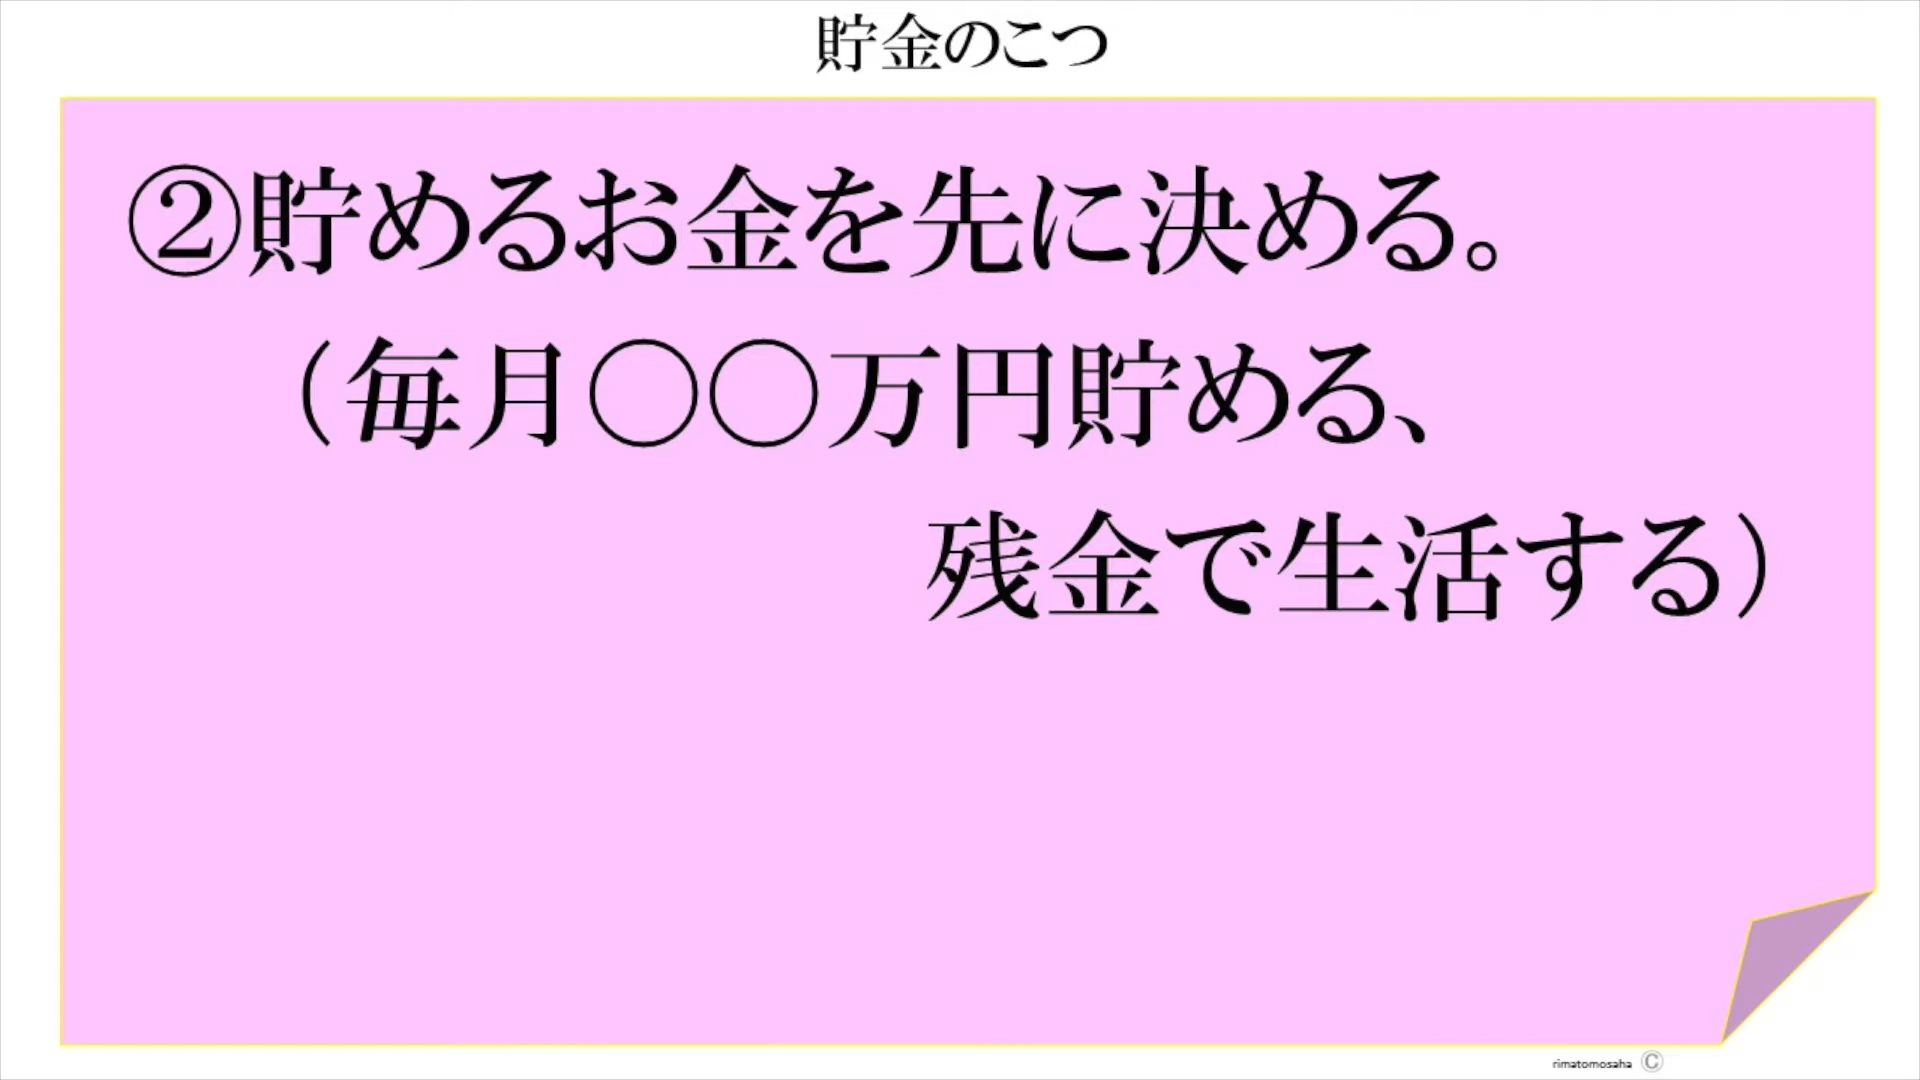 貯金のこつ
②貯めるお金を先に決める。
（毎月〇〇万円貯める、
残金で生活する）
rimatomosaha ©